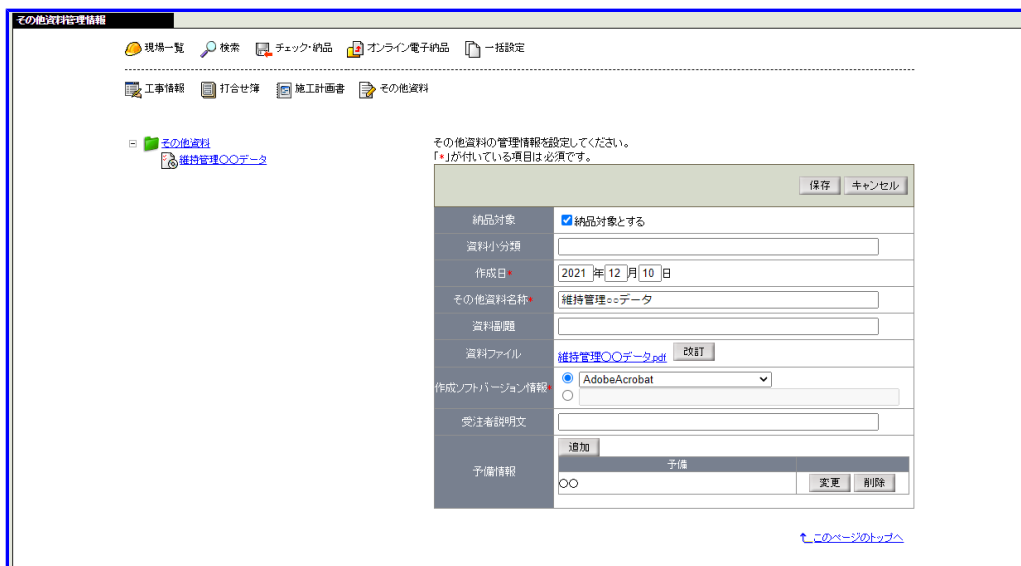 その他資料管理情報
現場一覧 検索 チェック・納品 オンライン電子納品 一括設定
工事情報 打合せ簿 施工計画書 その他資料
その他資料
維持管理〇〇データ
その他資料の管理情報を設定してください。
「*」が付いている項目は必須です。
保存 キャンセル
納品対象 納品対象とする
資料小分類
作成日* 2021 年 12 月 10 日
その他資料名称* 維持管理○○データ
資料副題
資料ファイル 維持管理〇〇データ.pdf 改訂
作成ソフトバージョン情報* AdobeAcrobat
受注者説明文
予備情報 追加
予備
〇〇 変更 削除
このページのトップへ